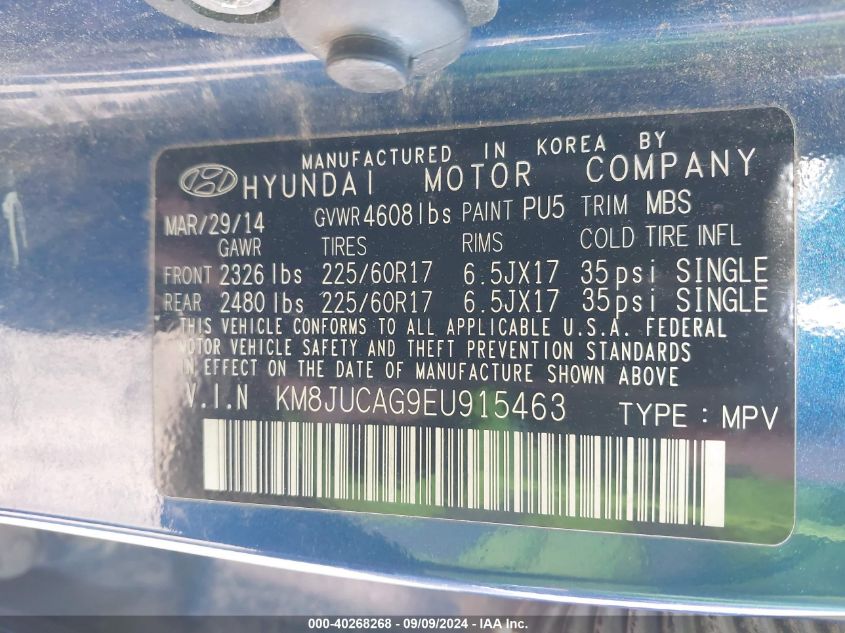 MANUFACTURED IN KOREA BY
HYUNDAI MOTOR COMPANY
MAR/29/14 GVWR 4608lbs PAINT PU5 TRIM MBS
GAWR TIRES RIMS COLD TIRE INFL
FRONT 2326 lbs 225/60R17 6.5JX17 35psi SINGLE
REAR 2480 lbs 225/60R17 6.5JX17 35psi SINGLE
THIS VEHICLE CONFORMS TO ALL APPLICABLE U.S.A. FEDERAL
MOTOR VEHICLE SAFETY AND THEFT PREVENTION STANDARDS
IN EFFECT ON THE DATE OF MANUFACTURE SHOWN ABOVE
V.I.N KM8JUCAG9EU915463 TYPE : MPV
000-40268268 - 09/09/2024 - IAA Inc.